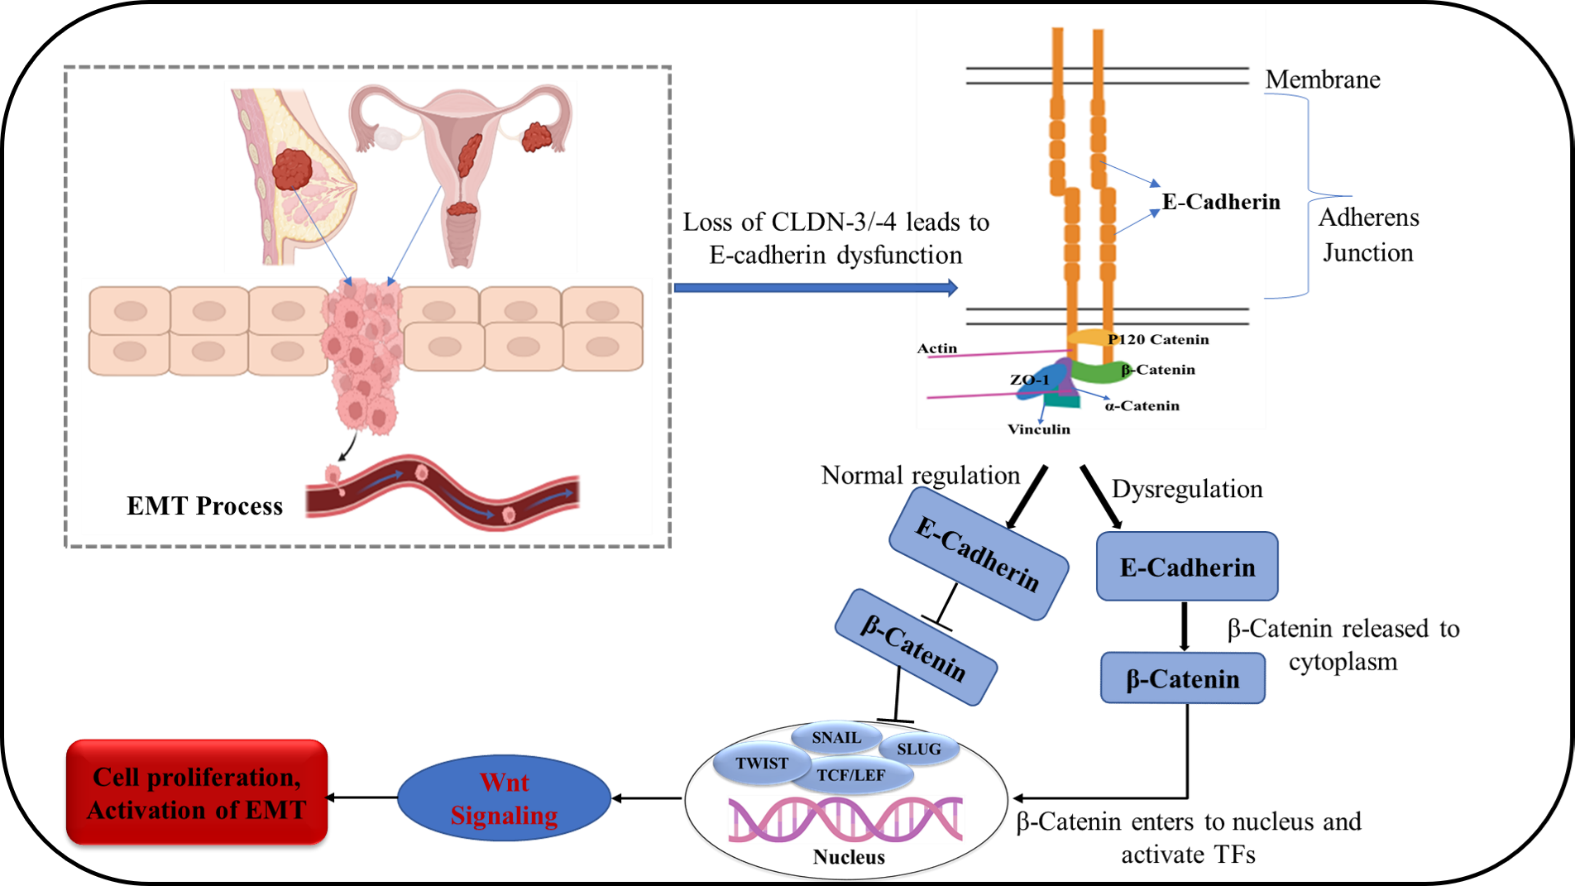 Membrane
E-Cadherin
Adherens
Junction
Loss of CLDN-3/-4 leads to
E-cadherin dysfunction
P120 Catenin
Actin
β-Catenin
ZO-1
α-Catenin
Vinculin
EMT Process
Normal regulation
Dysregulation
E-Cadherin
E-Cadherin
β-Catenin released to
cytoplasm
β-Catenin
β-Catenin
SNAIL
SLUG
TWIST
TCF/LEF
Nucleus
β-Catenin enters to nucleus and
activate TFs
Wnt
Signaling
Cell proliferation,
Activation of EMT